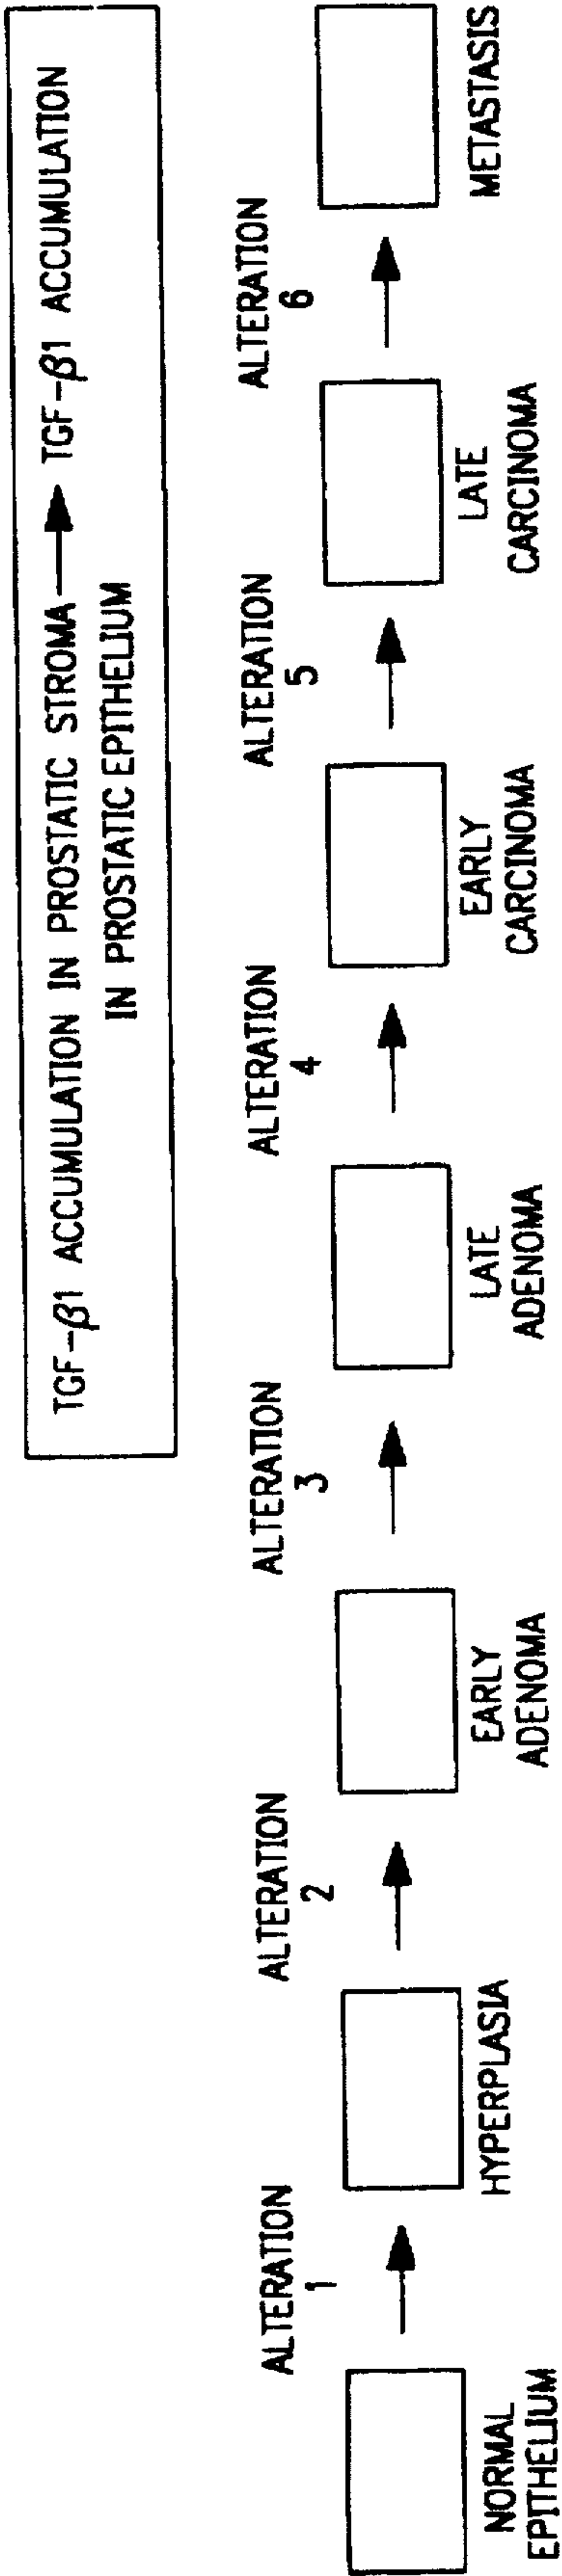 TGF-β1 ACCUMULATION IN PROSTATIC STROMA → TGF-β1 ACCUMULATION
IN PROSTATIC EPITHELIUM
ALTERATION
1
ALTERATION
2
ALTERATION
3
ALTERATION
4
ALTERATION
5
ALTERATION
6
NORMAL
EPITHELIUM
HYPERPLASIA
EARLY
ADENOMA
LATE
ADENOMA
EARLY
CARCINOMA
LATE
CARCINOMA
METASTASIS